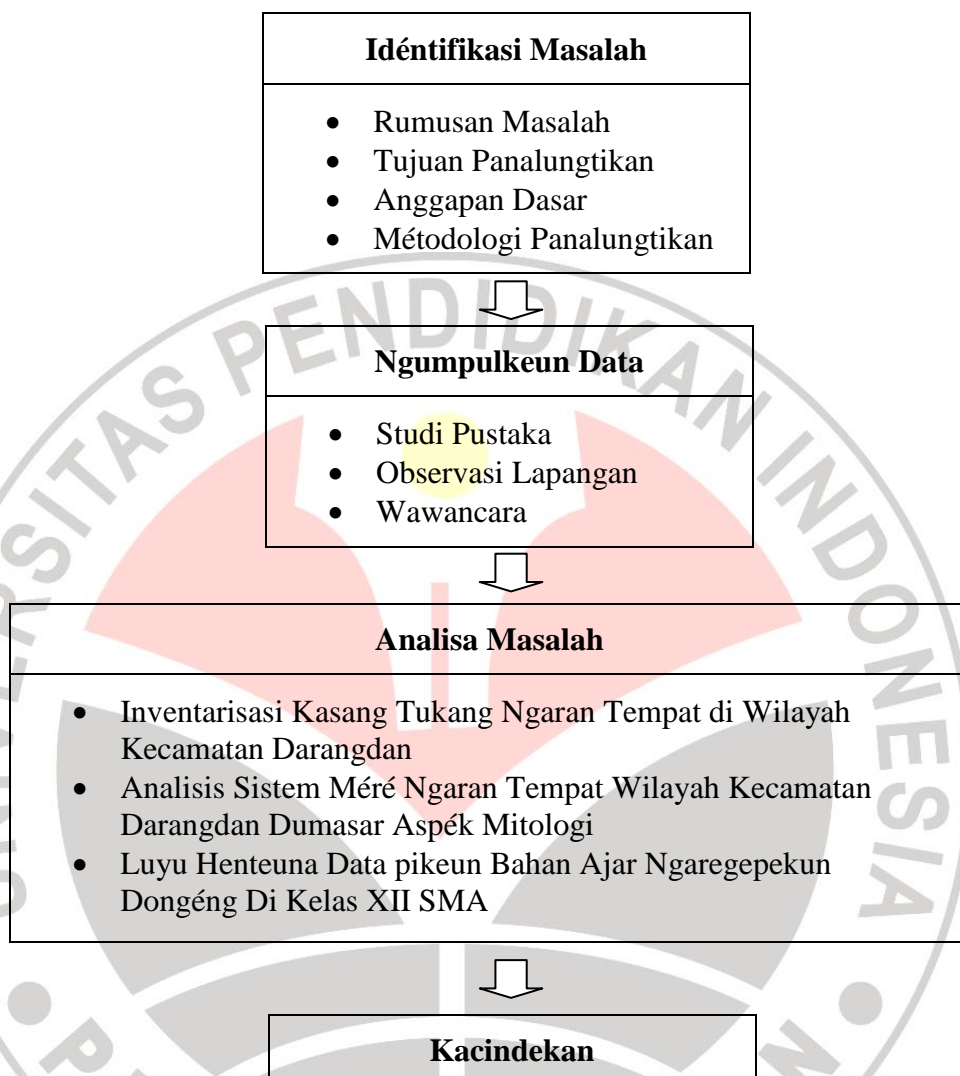 Idéntifikasi Masalah
• Rumusan Masalah
• Tujuan Panalungtikan
• Anggapan Dasar
• Métodologi Panalungtikan
Ngumpulkeun Data
• Studi Pustaka
• Observasi Lapangan
• Wawancara
Analisa Masalah
• Inventarisasi Kasang Tukang Ngaran Tempat di Wilayah
Kecamatan Darangdan
• Analisis Sistem Méré Ngaran Tempat Wilayah Kecamatan
Darangdan Dumasar Aspék Mitologi
• Luyu Henteuna Data pikeun Bahan Ajar Ngaregepekun
Dongéng Di Kelas XII SMA
Kacindekan
PENDIDIKAN INDONESIA